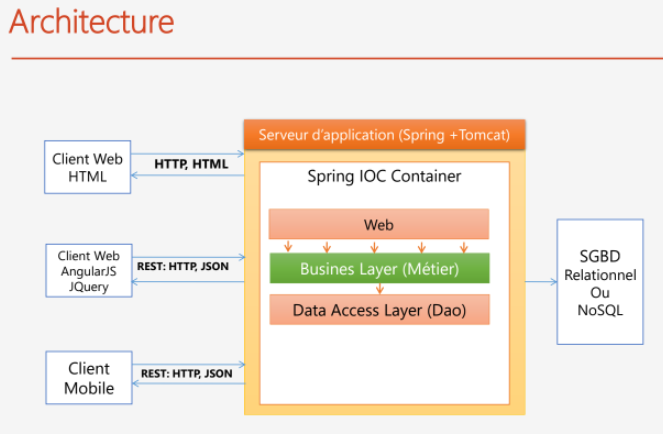 Architecture
Serveur d'application (Spring +Tomcat)
Client Web
HTML
HTTP, HTML
Spring IOC Container
Web
Client Web
AngularJS
JQuery
REST: HTTP, JSON
Busines Layer (Métier)
Data Access Layer (Dao)
SGBD
Relationnel
Ou
NoSQL
Client
Mobile
REST: HTTP, JSON